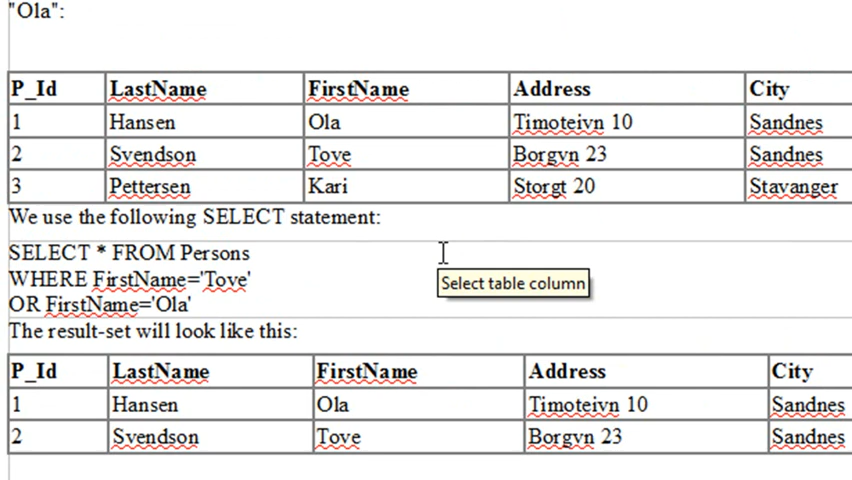 "Ola":
P_Id LastName FirstName Address City
1 Hansen Ola Timoteivn 10 Sandnes
2 Svendson Tove Borgvn 23 Sandnes
3 Pettersen Kari Storgt 20 Stavanger
We use the following SELECT statement:
SELECT * FROM Persons
WHERE FirstName='Tove'
Select table column
OR FirstName='Ola'
The result-set will look like this:
P_Id LastName FirstName Address City
1 Hansen Ola Timoteivn 10 Sandnes
2 Svendson Tove Borgvn 23 Sandnes